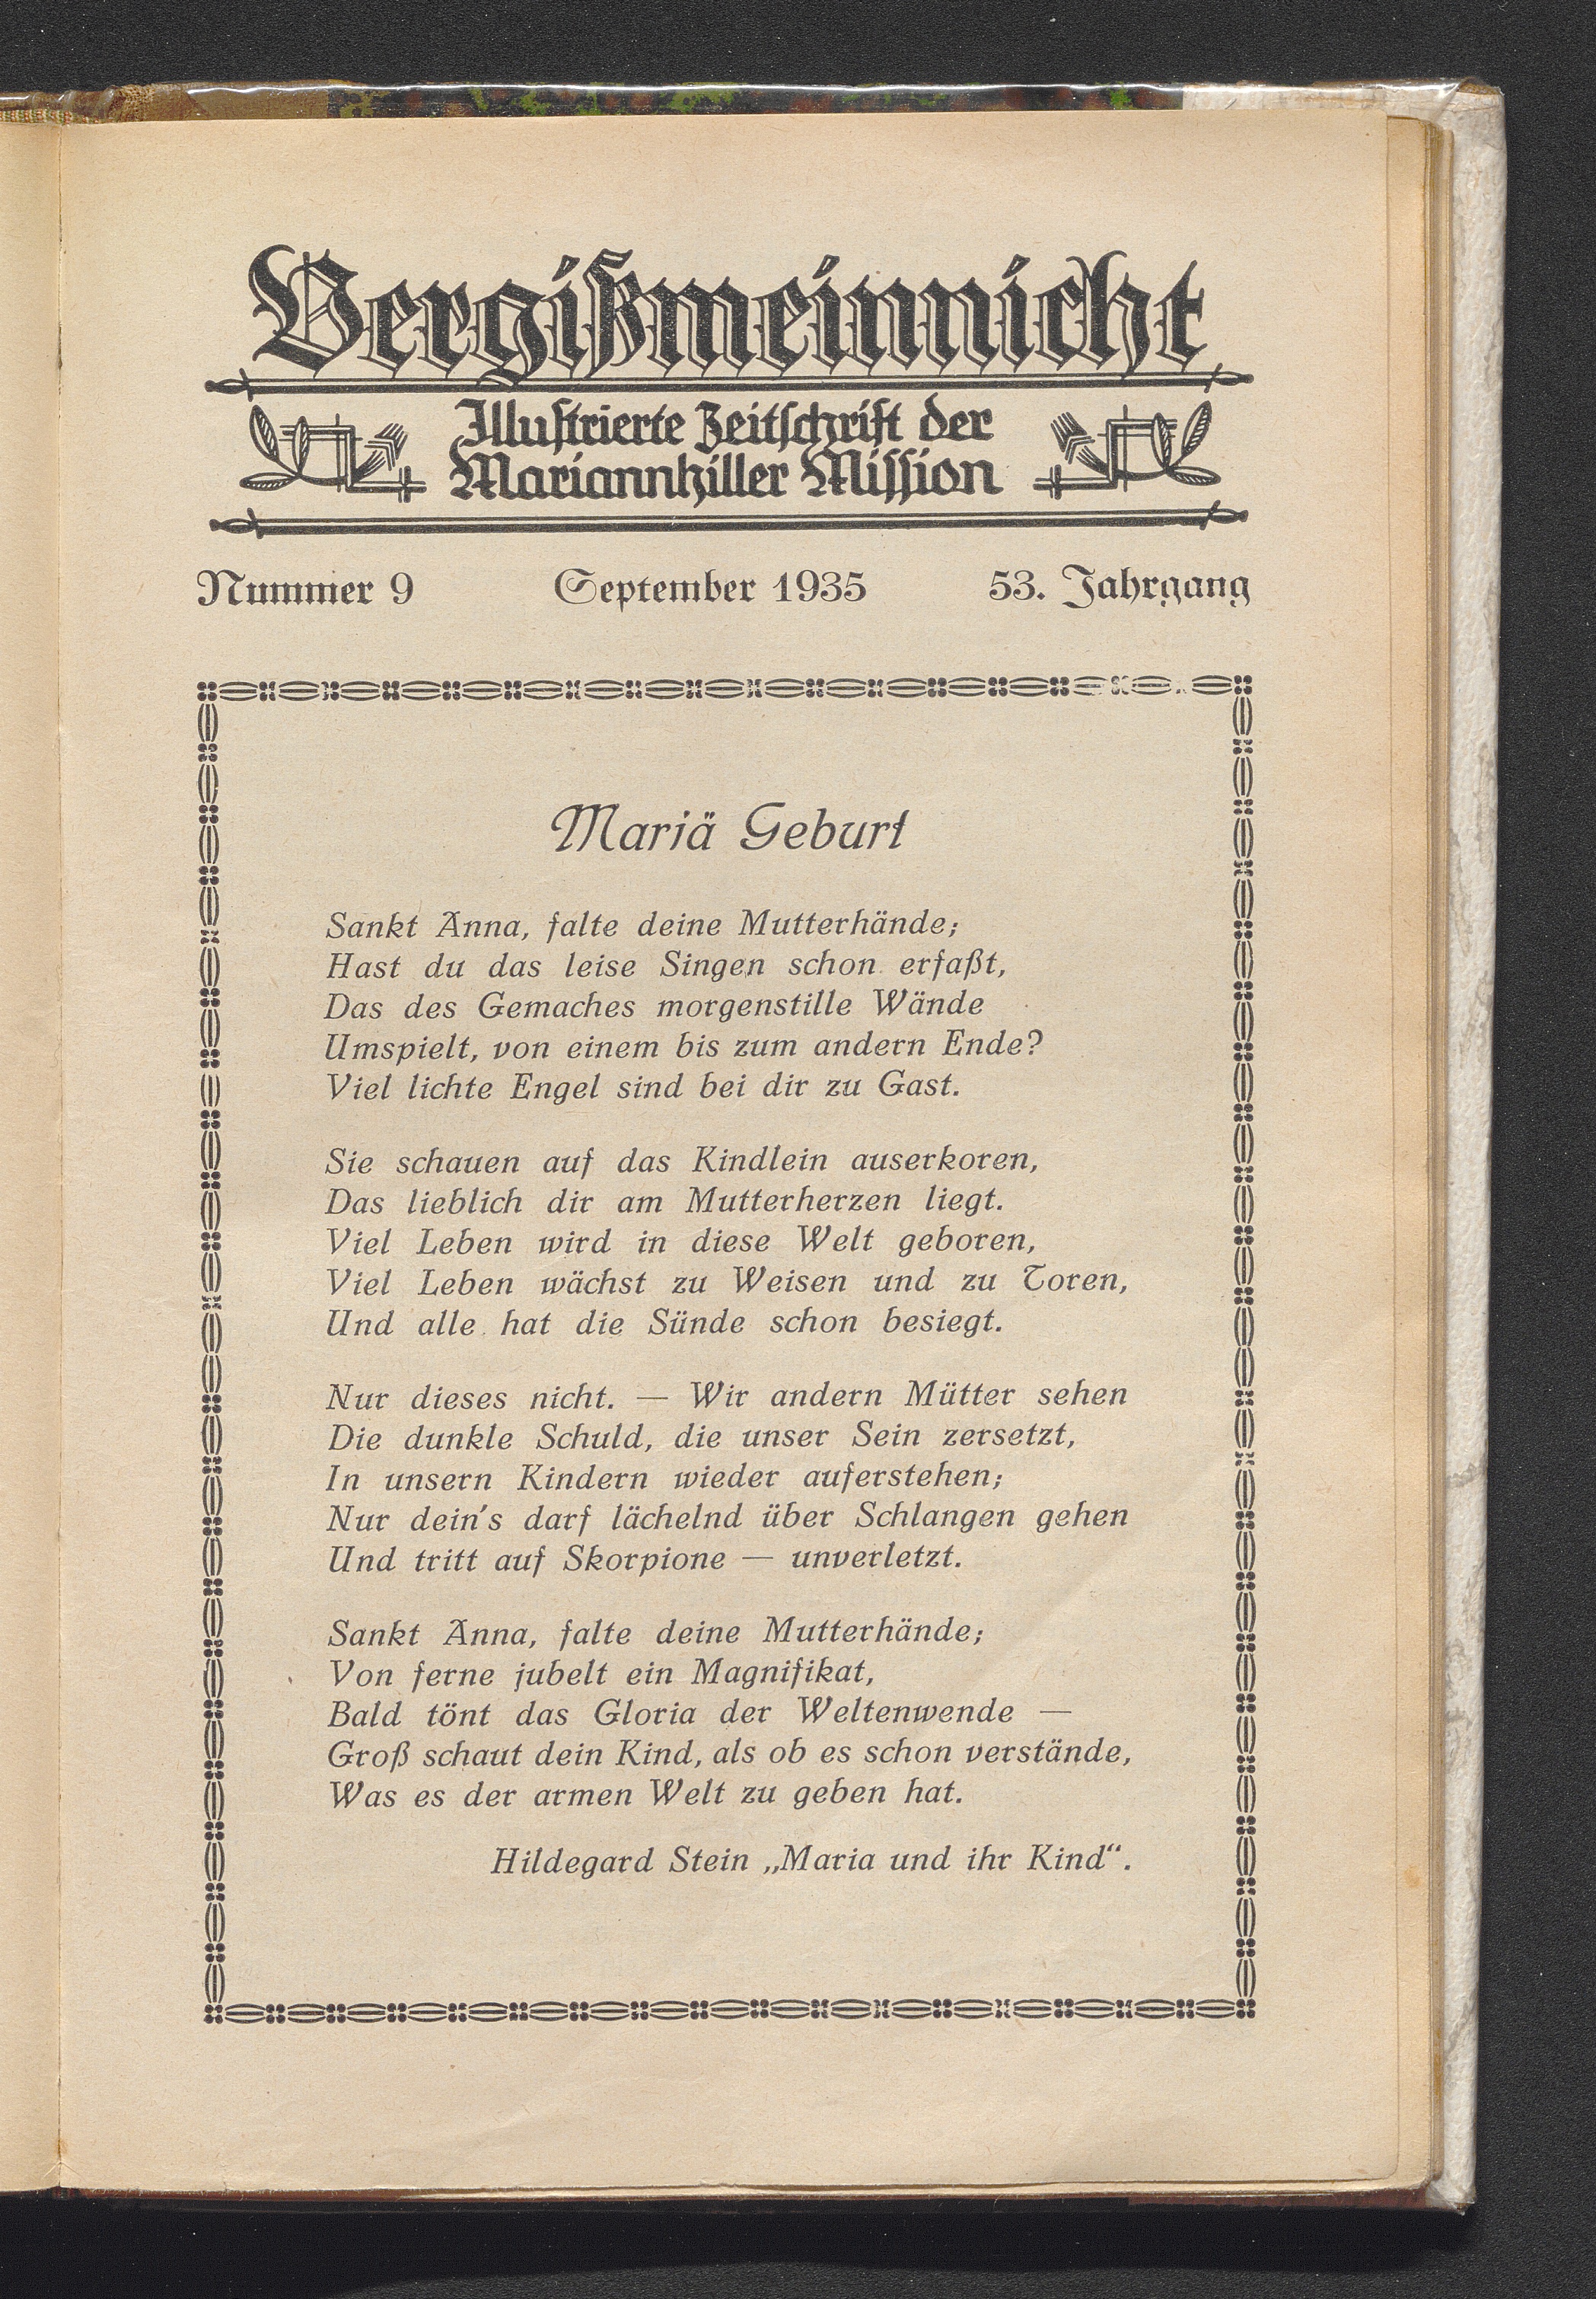 Vergißmeinnicht
Illustrierte Zeitschrift der
Mariannhiller Mission
Nummer 9 September 1935 53. Jahrgang
Mariä Geburt
Sankt Anna, falte deine Mutterhände;
Hast du das leise Singen schon erfaßt,
Das des Gemaches morgenstille Wände
Umspielt, von einem bis zum andern Ende?
Viel lichte Engel sind bei dir zu Gast.
Sie schauen auf das Kindlein auserkoren,
Das lieblich dir am Mutterherzen liegt.
Viel Leben wird in diese Welt geboren,
Viel Leben wächst zu Weisen und zu Toren,
Und alle hat die Sünde schon besiegt.
Nur dieses nicht. — Wir andern Mütter sehen
Die dunkle Schuld, die unser Sein zersetzt,
In unsern Kindern wieder auferstehen;
Nur dein's darf lächelnd über Schlangen gehen
Und tritt auf Skorpione — unverletzt.
Sankt Anna, falte deine Mutterhände;
Von ferne jubelt ein Magnifikat,
Bald tönt das Gloria der Weltenwende —
Groß schaut dein Kind, als ob es schon verstände,
Was es der armen Welt zu geben hat.
Hildegard Stein „Maria und ihr Kind“.